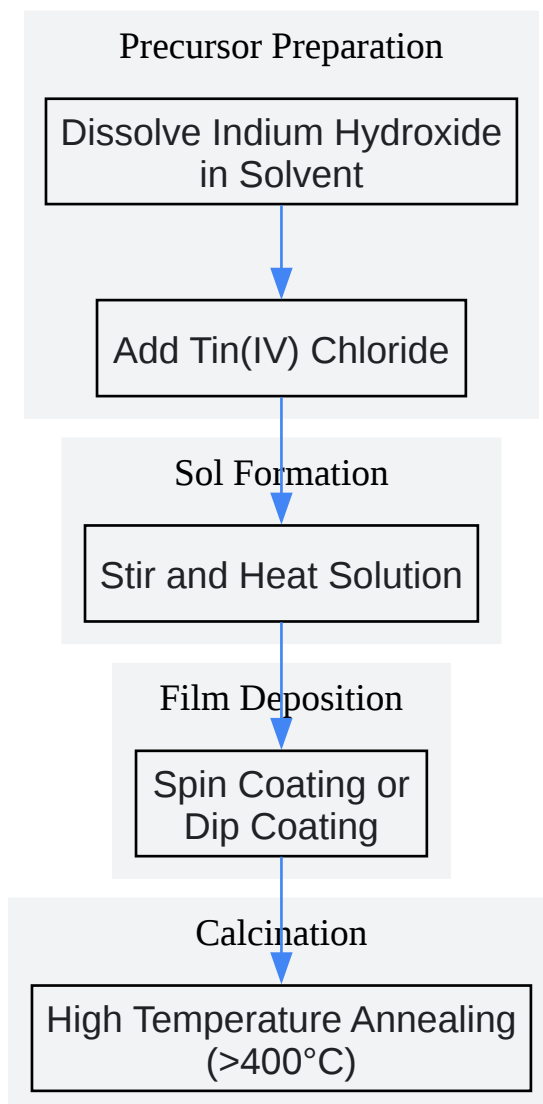 Precursor Preparation
Dissolve Indium Hydroxide
in Solvent
Add Tin(IV) Chloride
Sol Formation
Stir and Heat Solution
Film Deposition
Spin Coating or
Dip Coating
Calcination
High Temperature Annealing
(>400°C)